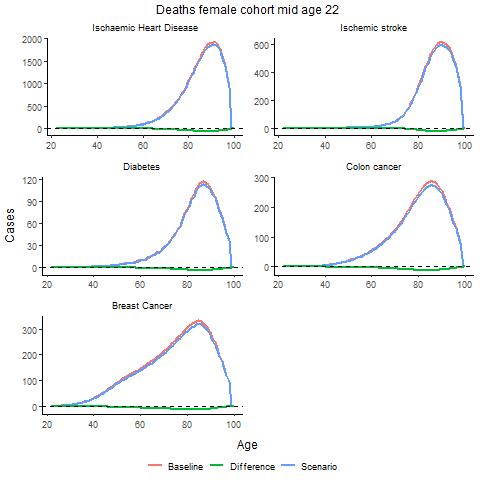 Deaths female cohort mid age 22
Ischaemic Heart Disease
Ischemic stroke
2000
1500
1000
500
0
20 40 60 80 100
600
400
200
0
20 40 60 80 100
Diabetes
Colon cancer
120
90
60
30
0
20 40 60 80 100
300
200
100
0
20 40 60 80 100
Breast Cancer
300
200
100
0
20 40 60 80 100
Cases
Age
Baseline Difference Scenario